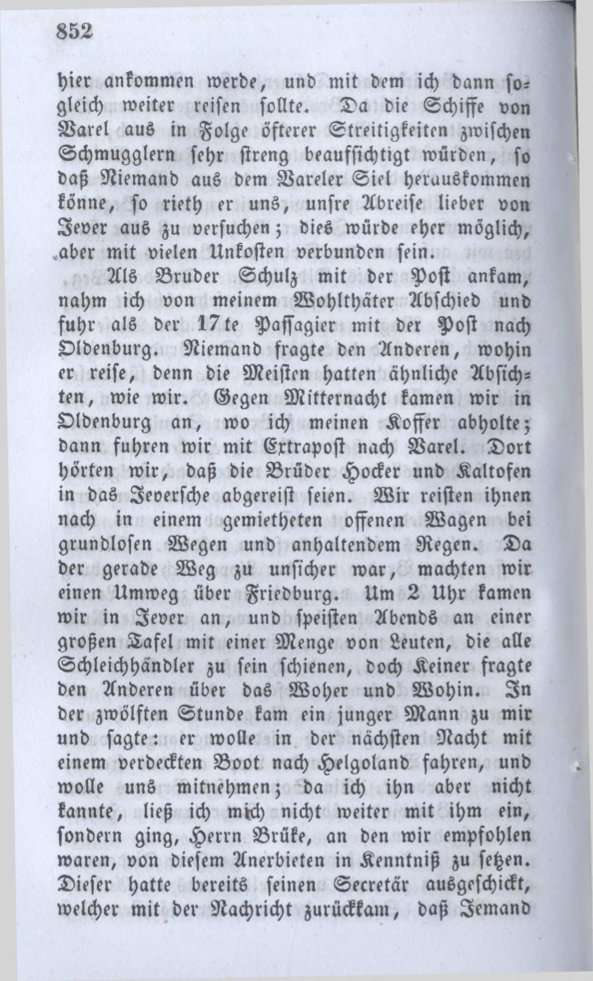 852
hier ankommen werde, und mit dem ich dann so-
gleich weiter reisen sollte. Da die Schiffe von
Varel aus in Folge öfterer Streitigkeiten zwischen
Schmugglern sehr streng beaufsichtigt würden, so
daß Niemand aus dem Vareler Siel herauskommen
könne, so rieth er uns, unsre Abreise lieber von
Jever aus zu versuchen; dies würde eher möglich,
aber mit vielen Unkosten verbunden sein.
Als Bruder Schulz mit der Post ankam,
nahm ich von meinem Wohlthäter Abschied und
fuhr als der 17te Passagier mit der Post nach
Oldenburg. Niemand fragte den Anderen, wohin
er reise, denn die Meisten hatten ähnliche Absich-
ten, wie wir. Gegen Mitternacht kamen wir in
Oldenburg an, wo ich meinen Koffer abholte;
dann fuhren wir mit Extrapost nach Varel. Dort
hörten wir, daß die Brüder Hocker und Kaltofen
in das Jeversche abgereist seien. Wir reisten ihnen
nach in einem gemietheten offenen Wagen bei
grundlosen Wegen und anhaltendem Regen. Da
der gerade Weg zu unsicher war, machten wir
einen Umweg über Friedburg. Um 2 Uhr kamen
wir in Jever an, und speisten Abends an einer
großen Tafel mit einer Menge von Leuten, die alle
Schleichhändler zu sein schienen, doch Keiner fragte
den Anderen über das Woher und Wohin. In
der zwölften Stunde kam ein junger Mann zu mir
und sagte: er wolle in der nächsten Nacht mit
einem verdeckten Boot nach Helgoland fahren, und
wolle uns mitnehmen; da ich ihn aber nicht
kannte, ließ ich mich nicht weiter mit ihm ein,
sondern ging, Herrn Brüke, an den wir empfohlen
waren, von diesem Anerbieten in Kenntniß zu setzen.
Dieser hatte bereits seinen Secretär ausgeschickt,
welcher mit der Nachricht zurückkam, daß Jemand